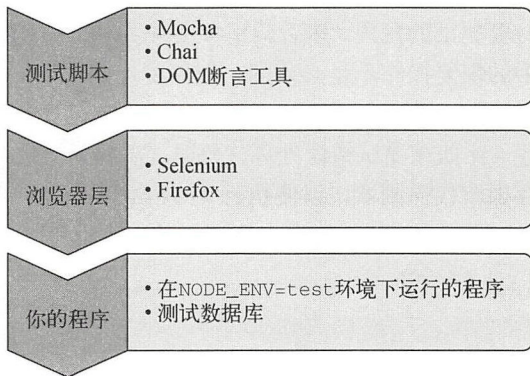 测试脚本
• Mocha
• Chai
• DOM断言工具
浏览器层
• Selenium
• Firefox
你的程序
• 在NODE_ENV=test环境下运行的程序
• 测试数据库